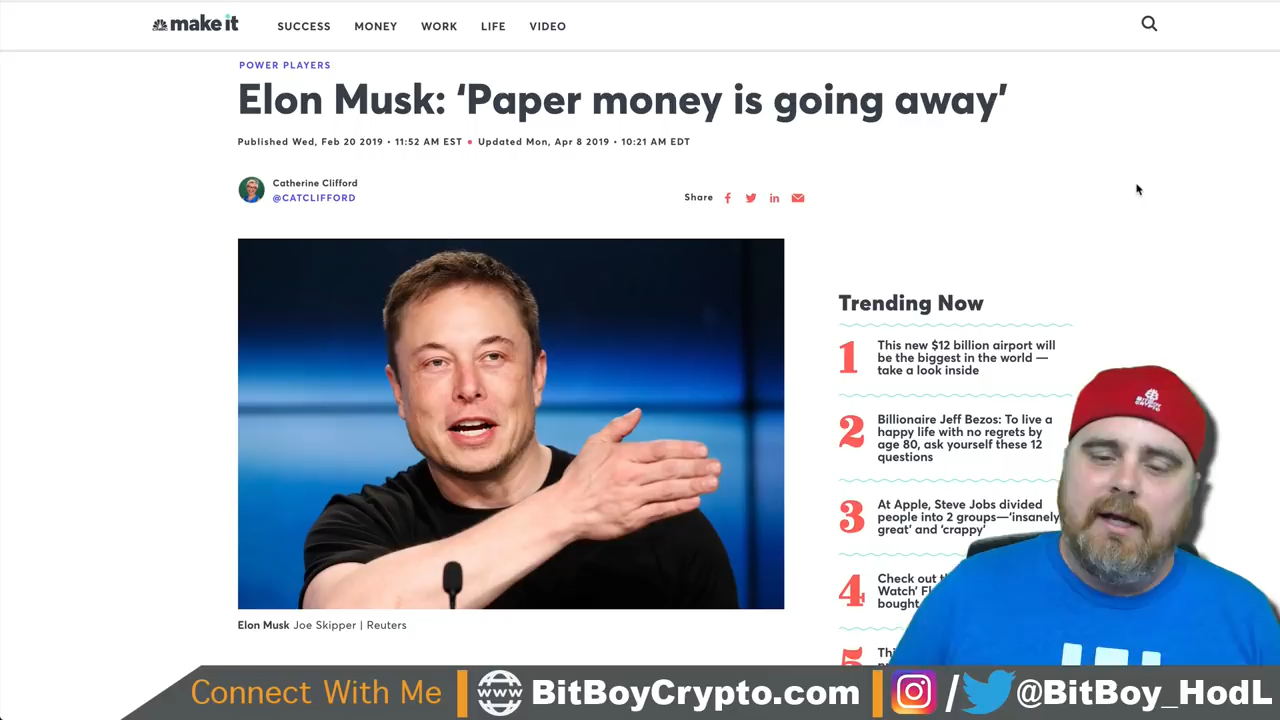 make it
SUCCESS MONEY WORK LIFE VIDEO
POWER PLAYERS
Elon Musk: ‘Paper money is going away’
Published Wed, Feb 20 2019 • 11:52 AM EST • Updated Mon, Apr 8 2019 • 10:21 AM EDT
Catherine Clifford
@CATCLIFFORD
Share
Elon Musk Joe Skipper | Reuters
Trending Now
1
This new $12 billion airport will
be the biggest in the world —
take a look inside
2
Billionaire Jeff Bezos: To live a
happy life with no regrets by
age 80, ask yourself these 12
questions
3
At Apple, Steve Jobs divided
people into 2 groups—‘insanely
great’ and ‘crappy’
4
Check out
Watch’
bought
5
BITBOY
CRYPTO
Connect With Me
www
BitBoyCrypto.com
/
@BitBoy_HodL